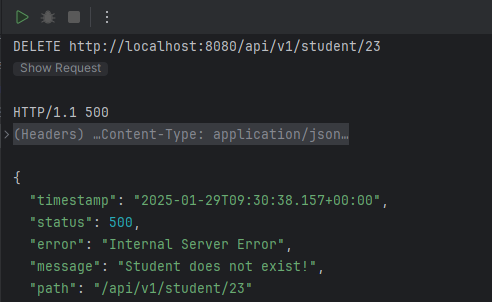 DELETE http://localhost:8080/api/v1/student/23
Show Request
HTTP/1.1 500
(Headers) …Content-Type: application/json…
{
"timestamp": "2025-01-29T09:30:38.157+00:00",
"status": 500,
"error": "Internal Server Error",
"message": "Student does not exist!",
"path": "/api/v1/student/23"